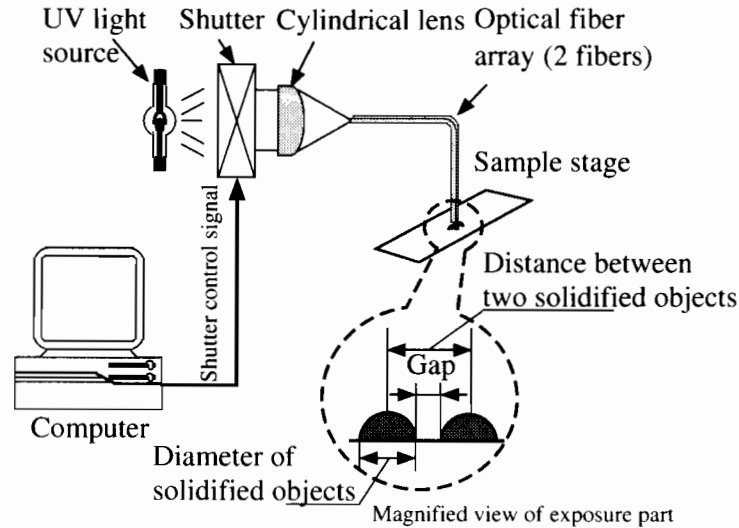 UV light
source
Shutter
Cylindrical lens
Optical fiber
array (2 fibers)
Sample stage
Shutter control signal
Distance between
two solidified objects
Gap
Computer
Diameter of
solidified objects
Magnified view of exposure part